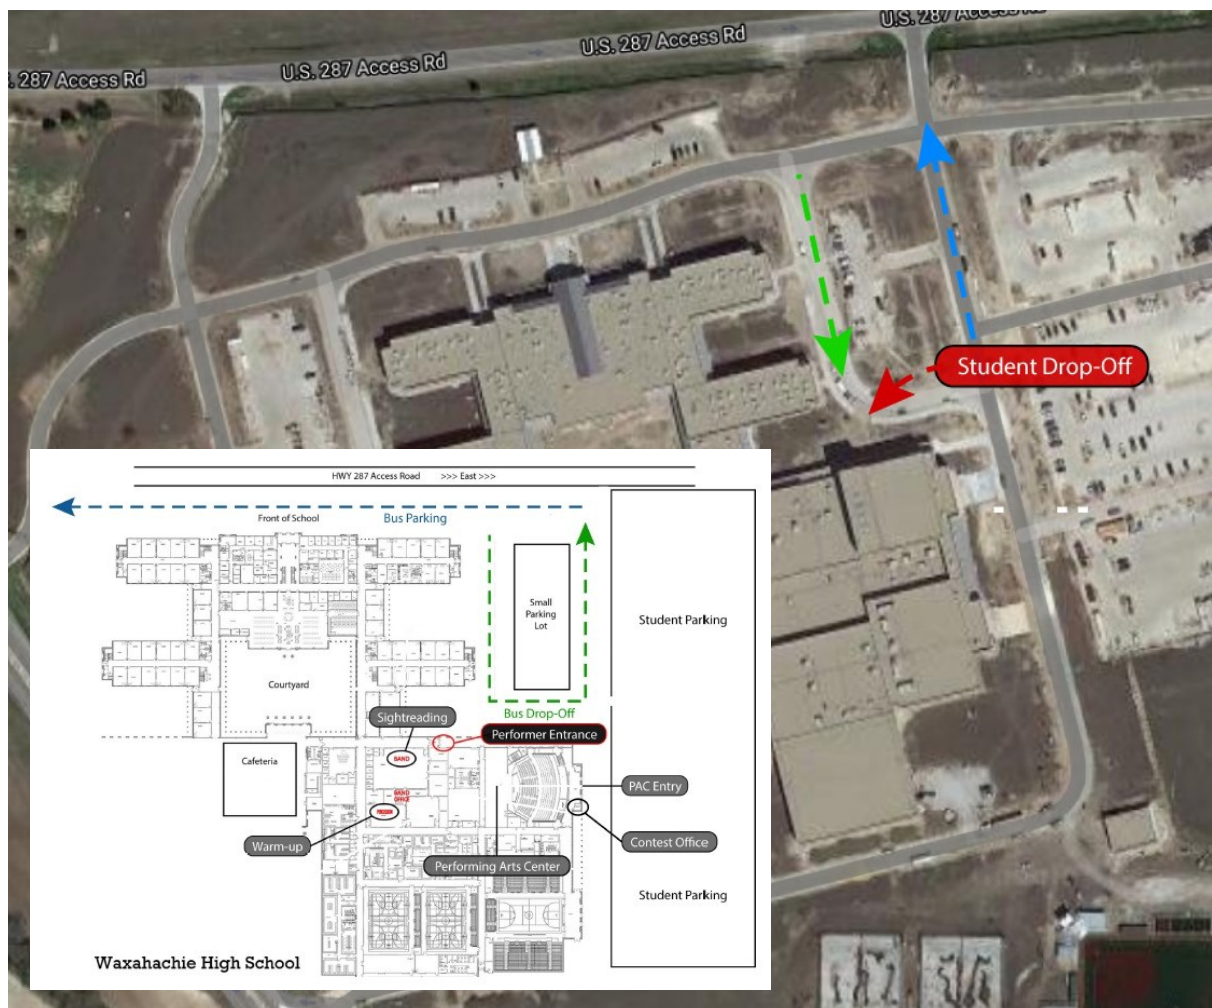 S. 287 Access Rd
U.S. 287 Access Rd
U.S. 287 Access Rd
U.S. 287 Access Rd
Student Drop-Off
HWY 287 Access Road >>> East >>>
Front of School
Bus Parking
Small
Parking
Lot
Student Parking
Courtyard
Bus Drop-Off
Sightreading
Performer Entrance
Cafeteria
BAND
PAC Entry
BAND
OFFICE
Warm-up
Contest Office
Performing Arts Center
Student Parking
Waxahachie High School